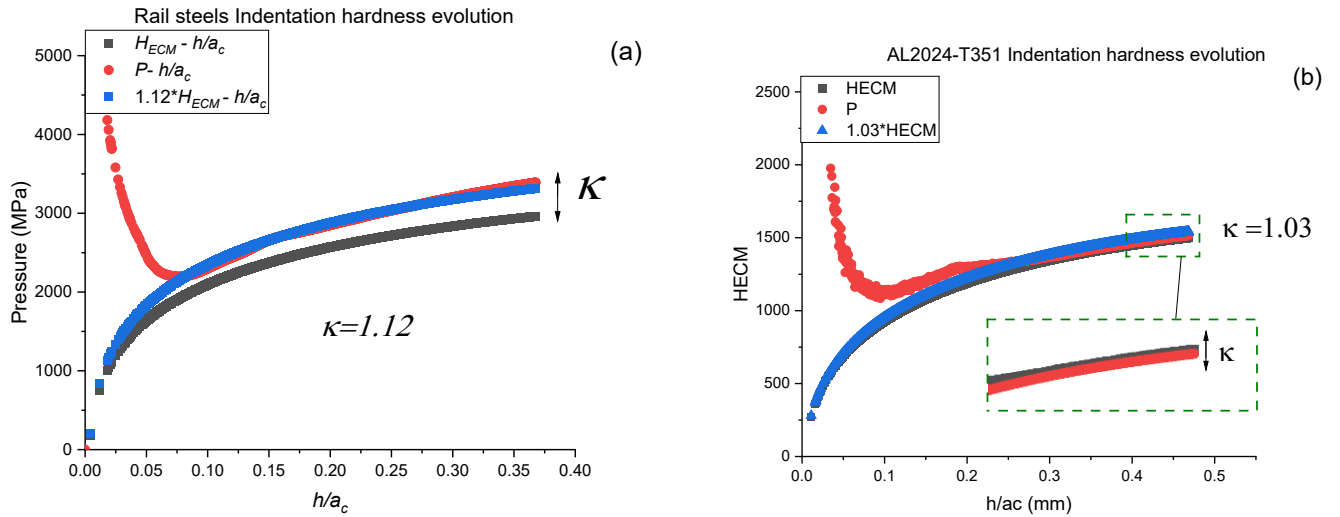 Rail steels Indentation hardness evolution
H_ECM - h/a_c
P- h/a_c
1.12*H_ECM - h/a_c
(a)
5000
4000
3000
2000
1000
0
Pressure (MPa)
κ
κ=1.12
0.00 0.05 0.10 0.15 0.20 0.25 0.30 0.35 0.40
h/a_c
AL2024-T351 Indentation hardness evolution
(b)
HECM
P
1.03*HECM
2500
2000
1500
1000
500
0
HECM
κ =1.03
κ
0.0 0.1 0.2 0.3 0.4 0.5
h/ac (mm)